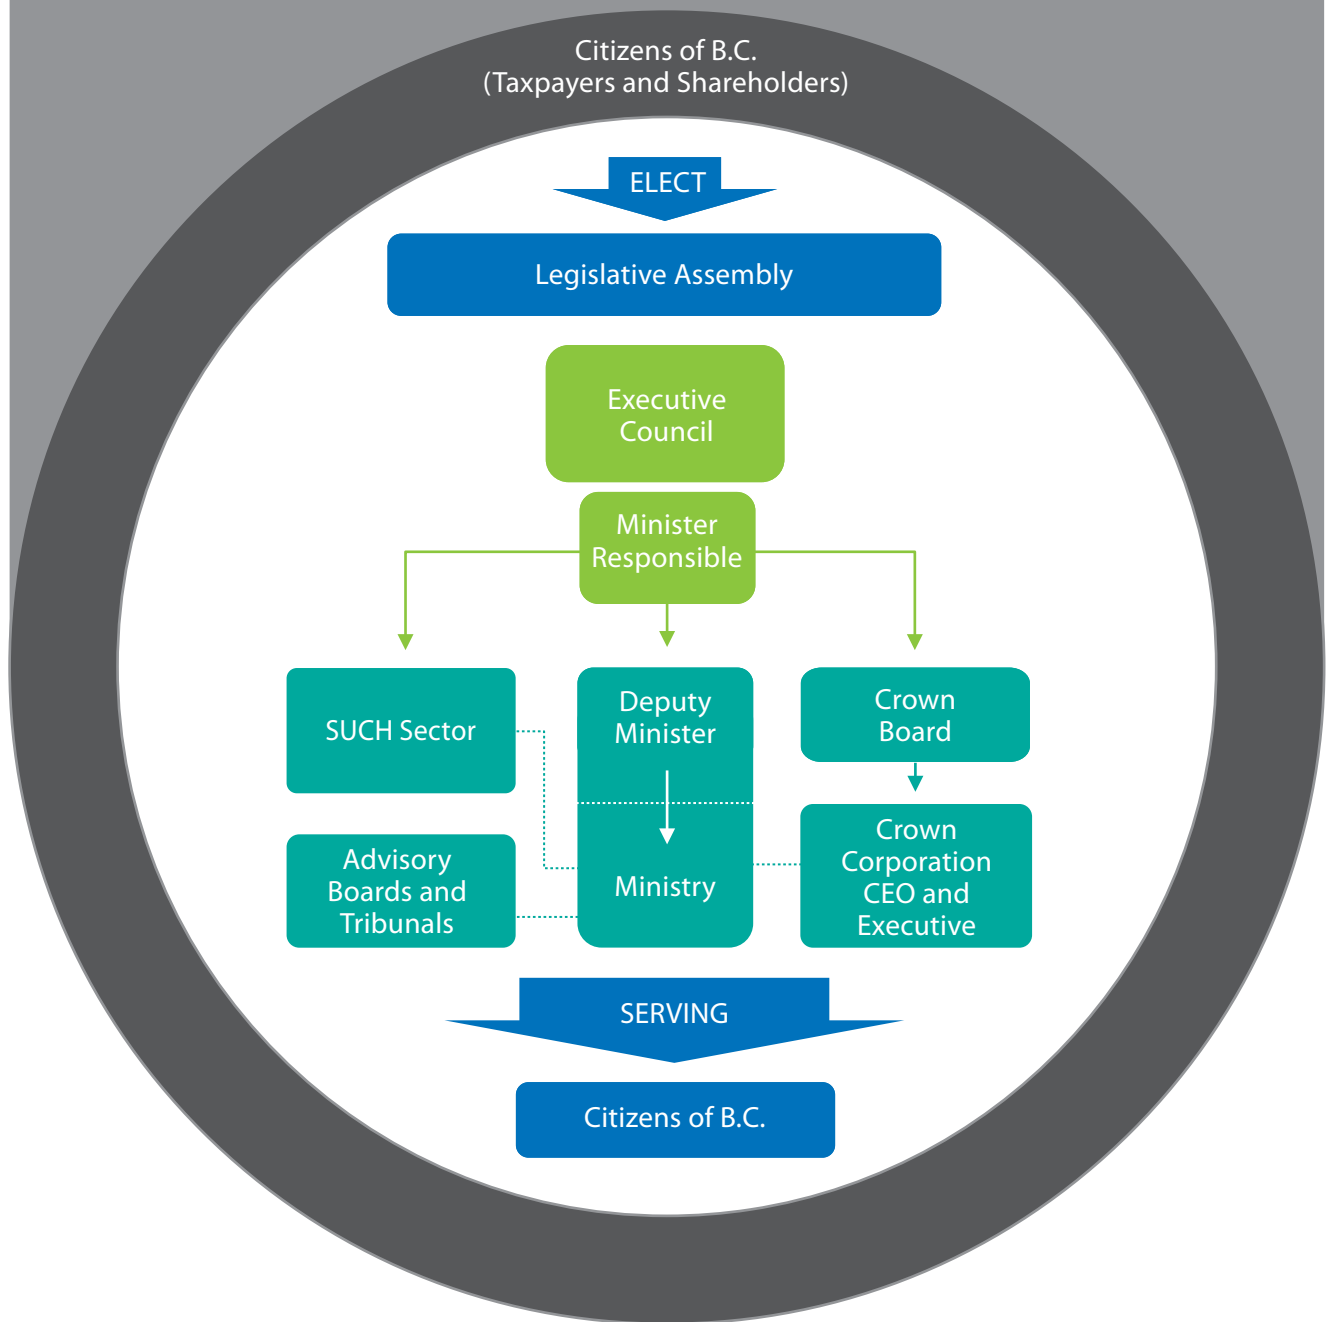 Citizens of B.C.
(Taxpayers and Shareholders)
ELECT
Legislative Assembly
Executive
Council
Minister
Responsible
SUCH Sector
Deputy
Minister
Crown
Board
Advisory
Boards and
Tribunals
Ministry
Crown
Corporation
CEO and
Executive
SERVING
Citizens of B.C.